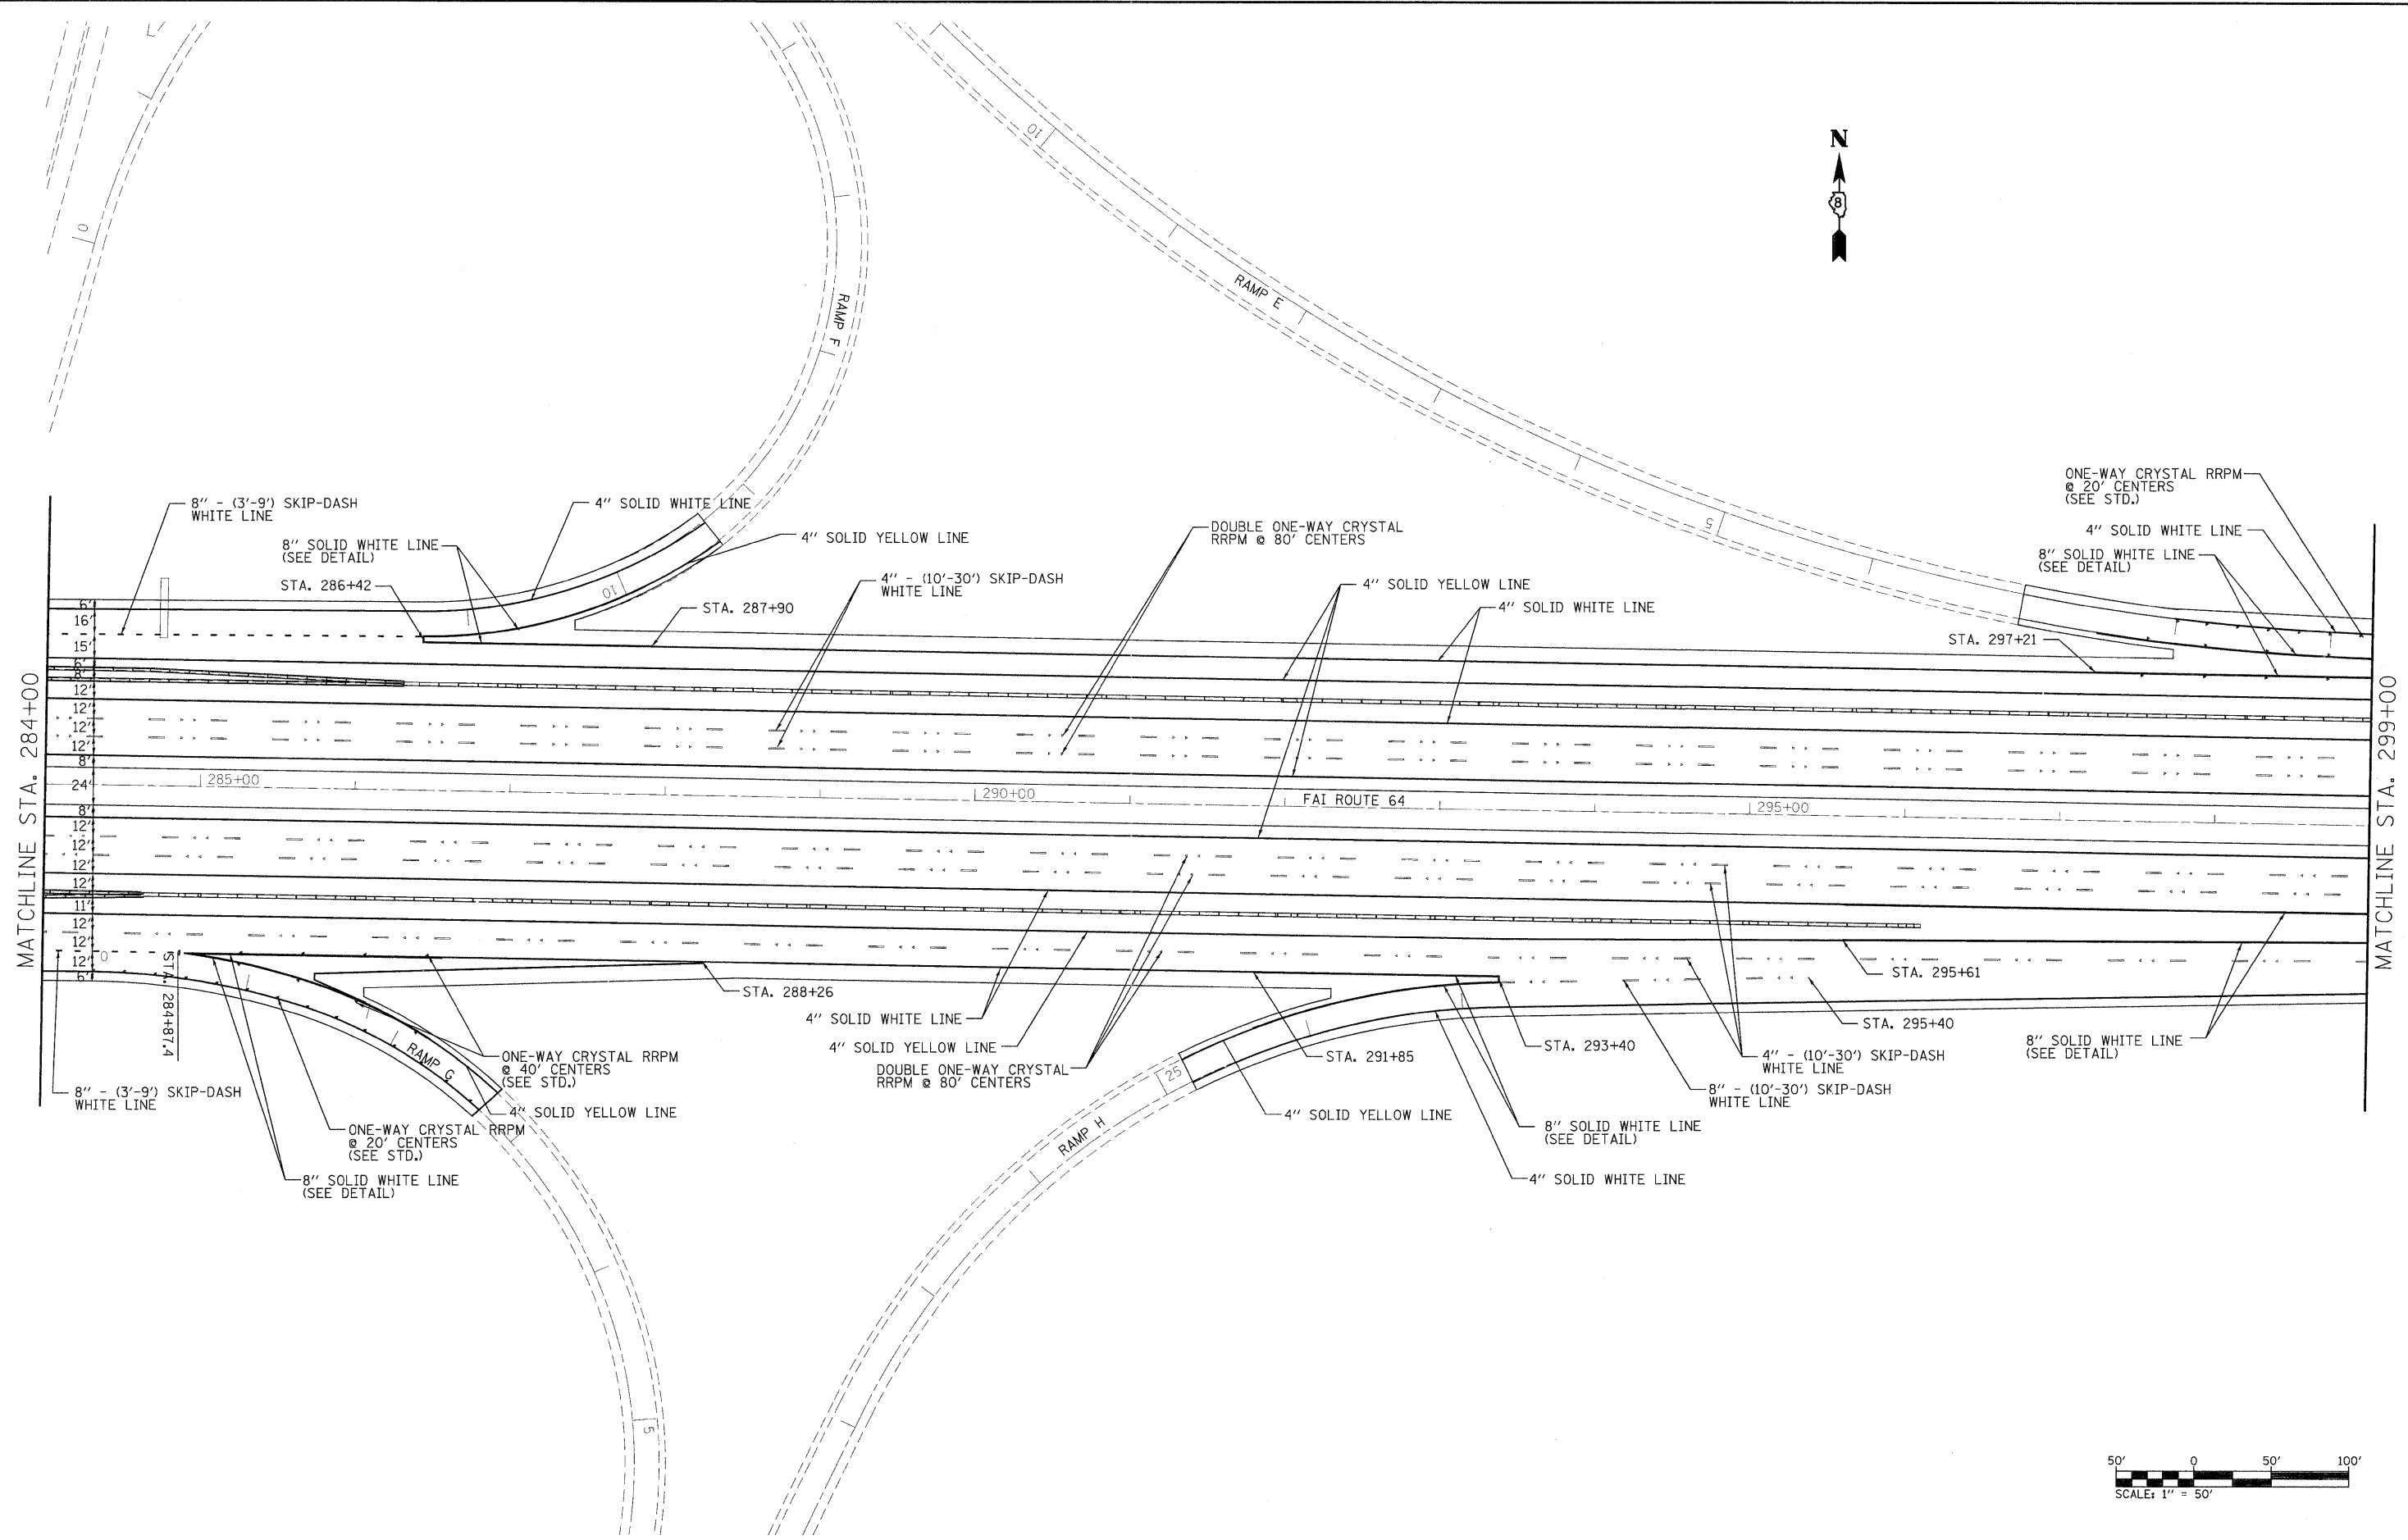 N
8
10
0
RAMP E
RAMP F
5
ONE-WAY CRYSTAL RRPM
@ 20' CENTERS
(SEE STD.)
8" - (3'-9') SKIP-DASH
WHITE LINE
4" SOLID WHITE LINE
DOUBLE ONE-WAY CRYSTAL
RRPM @ 80' CENTERS
4" SOLID WHITE LINE
8" SOLID WHITE LINE
(SEE DETAIL)
4" SOLID YELLOW LINE
8" SOLID WHITE LINE
(SEE DETAIL)
STA. 286+42
10
4" - (10'-30') SKIP-DASH
WHITE LINE
4" SOLID YELLOW LINE
STA. 287+90
4" SOLID WHITE LINE
STA. 297+21
6'
16'
15'
6'
8'
12'
12'
12'
12'
8'
24'
8'
12'
12'
12'
12'
11'
12'
12'
12'
6'
MATCHLINE STA. 284+00
MATCHLINE STA. 299+00
285+00
290+00
FAI ROUTE 64
295+00
0
STA. 284+87.4
STA. 288+26
STA. 295+61
4" SOLID WHITE LINE
STA. 295+40
4" SOLID YELLOW LINE
STA. 291+85
STA. 293+40
8" SOLID WHITE LINE
(SEE DETAIL)
RAMP G
ONE-WAY CRYSTAL RRPM
@ 40' CENTERS
(SEE STD.)
DOUBLE ONE-WAY CRYSTAL
RRPM @ 80' CENTERS
25
4" - (10'-30') SKIP-DASH
WHITE LINE
8" - (3'-9') SKIP-DASH
WHITE LINE
8" - (10'-30') SKIP-DASH
WHITE LINE
4" SOLID YELLOW LINE
4" SOLID YELLOW LINE
ONE-WAY CRYSTAL RRPM
@ 20' CENTERS
(SEE STD.)
RAMP H
8" SOLID WHITE LINE
(SEE DETAIL)
8" SOLID WHITE LINE
(SEE DETAIL)
4" SOLID WHITE LINE
5
50' 0 50' 100'
SCALE: 1" = 50'